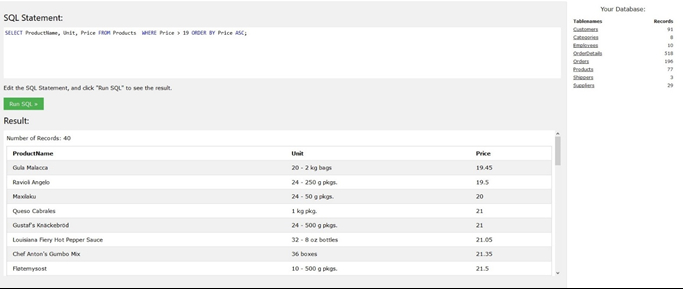 SQL Statement:
SELECT ProductName, Unit, Price FROM Products  WHERE Price > 19 ORDER BY Price ASC;
Edit the SQL Statement, and click "Run SQL" to see the result.
Run SQL »
Result:
Number of Records: 40
ProductName Unit Price
Gula Malacca 20 - 2 kg bags 19.45
Ravioli Angelo 24 - 250 g pkgs. 19.5
Maxilaku 24 - 50 g pkgs. 20
Queso Cabrales 1 kg pkg. 21
Gustaf's Knäckebröd 24 - 500 g pkgs. 21
Louisiana Fiery Hot Pepper Sauce 32 - 8 oz bottles 21.05
Chef Anton's Gumbo Mix 36 boxes 21.35
Fløtemysost 10 - 500 g pkgs. 21.5
Your Database:
Tablenames Records
Customers 91
Categories 8
Employees 10
OrderDetails 518
Orders 196
Products 77
Shippers 3
Suppliers 29